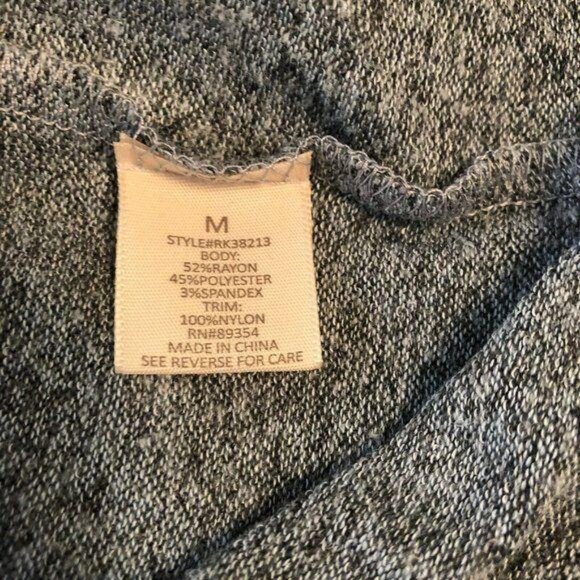 M
STYLE#RK38213
BODY:
52%RAYON
45%POLYESTER
3%SPANDEX
TRIM:
100%NYLON
RN#89354
MADE IN CHINA
SEE REVERSE FOR CARE